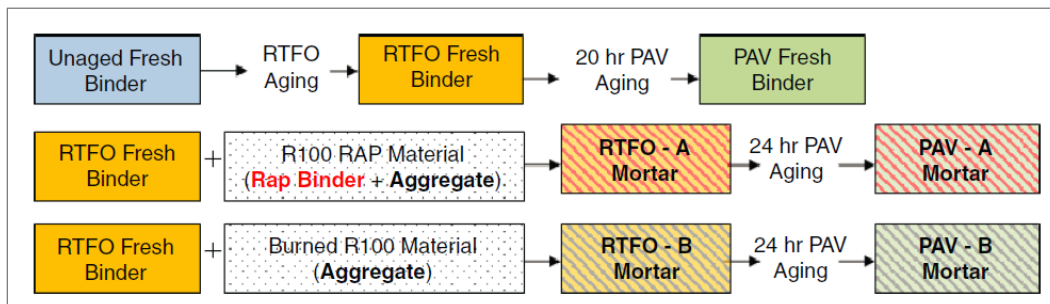 Unaged Fresh
Binder
RTFO
Aging
RTFO Fresh
Binder
20 hr PAV
Aging
PAV Fresh
Binder
RTFO Fresh
Binder
+
R100 RAP Material
(Rap Binder + Aggregate)
RTFO - A
Mortar
24 hr PAV
Aging
PAV - A
Mortar
RTFO Fresh
Binder
+
Burned R100 Material
(Aggregate)
RTFO - B
Mortar
24 hr PAV
Aging
PAV - B
Mortar